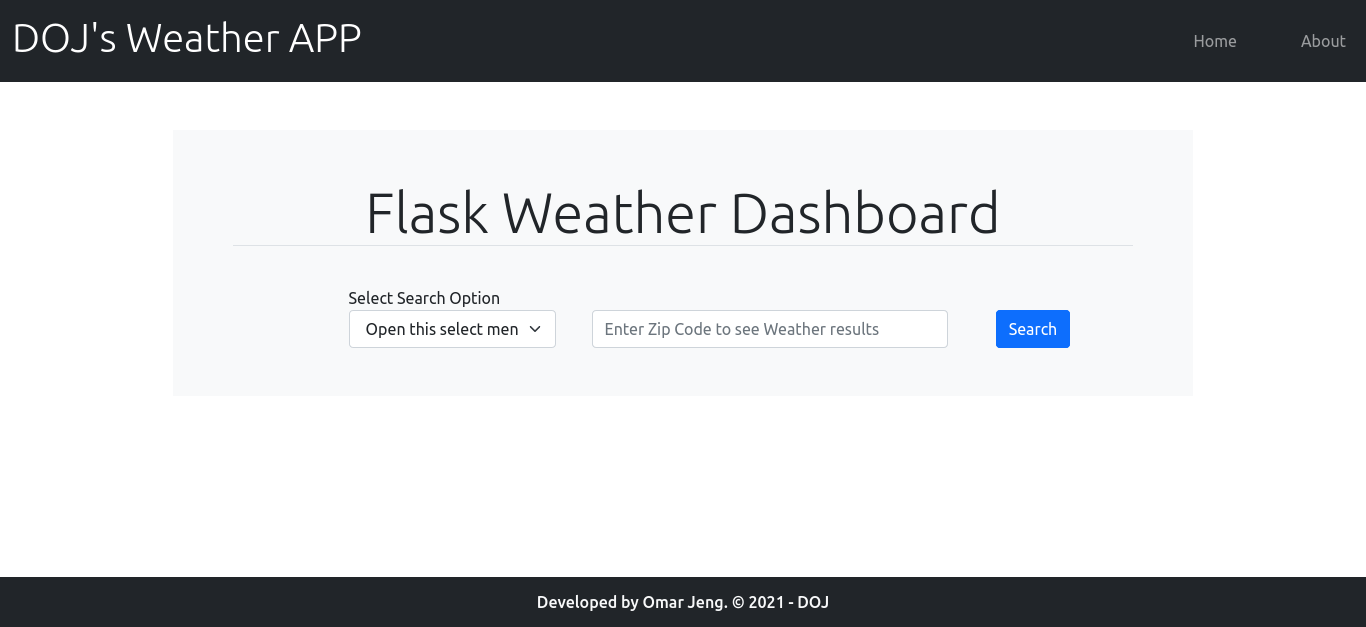 DOJ's Weather APP
Home
About
Flask Weather Dashboard
Select Search Option
Open this select men
Enter Zip Code to see Weather results
Search
Developed by Omar Jeng. © 2021 - DOJ